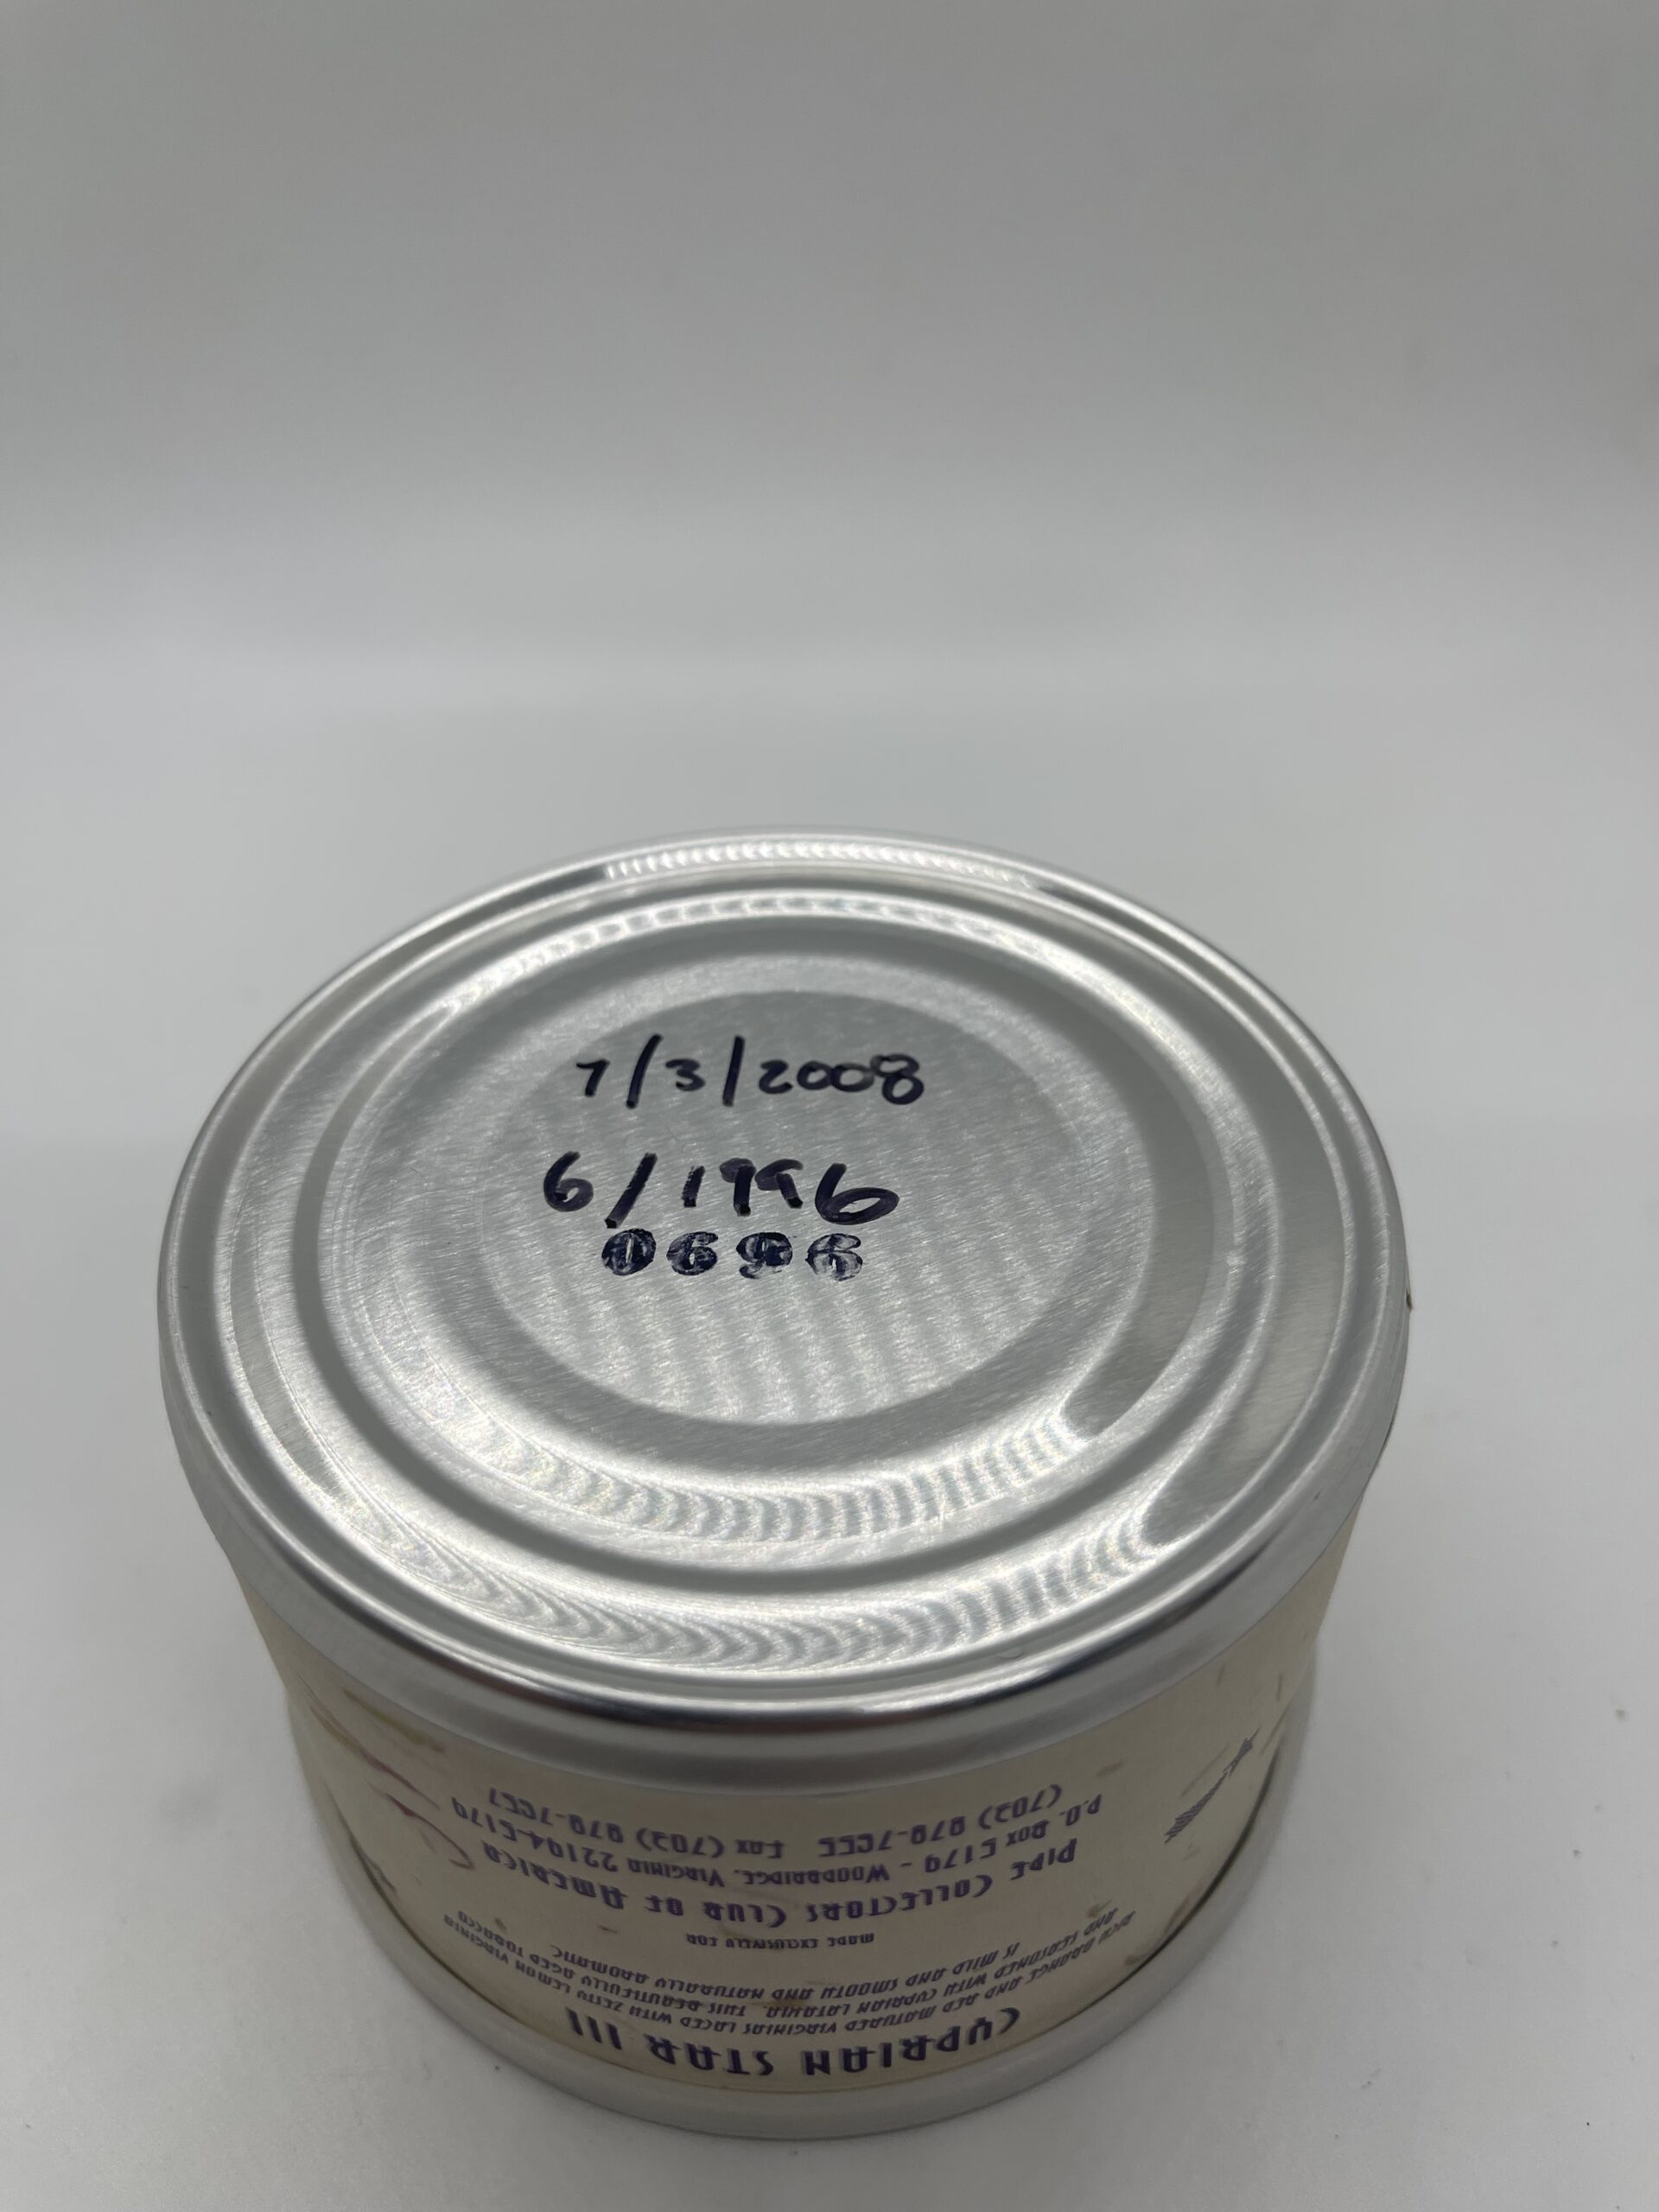 7/3/2008
6/1996
0696
CYPRIAN STAR III
RICH ORANGE AND MATURED RED VIRGINIAS LACED WITH ZESTY LEMON VIRGINIA
AND SEASONED WITH CYPRIAN LATAKIA. THIS BEAUTIFULLY AGED TOBACCO
IS MILD AND SMOOTH AND NATURALLY AROMATIC
MADE EXCLUSIVELY FOR
PIPE COLLECTORS CLUB OF AMERICA
P.O. BOX 5179 - WOODBRIDGE, VIRGINIA 22194-5179
(703) 878-7655 FAX (703) 878-7657